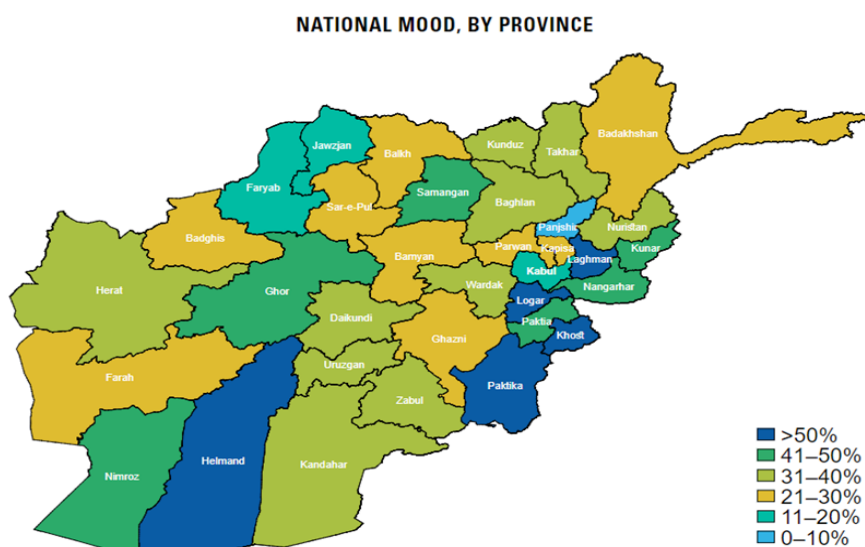 NATIONAL MOOD, BY PROVINCE
Badakhshan
Jawzjan
Balkh
Kunduz
Takhar
Faryab
Samangan
Sar-e-Pul
Baghlan
Panjshir
Nuristan
Badghis
Parwan
Kapisa
Kunar
Bamyan
Laghman
Kabul
Herat
Ghor
Wardak
Nangarhar
Logar
Daikundi
Paktia
Khost
Ghazni
Uruzgan
Farah
Paktika
Zabul
Helmand
Kandahar
Nimroz
>50%
41–50%
31–40%
21–30%
11–20%
0–10%